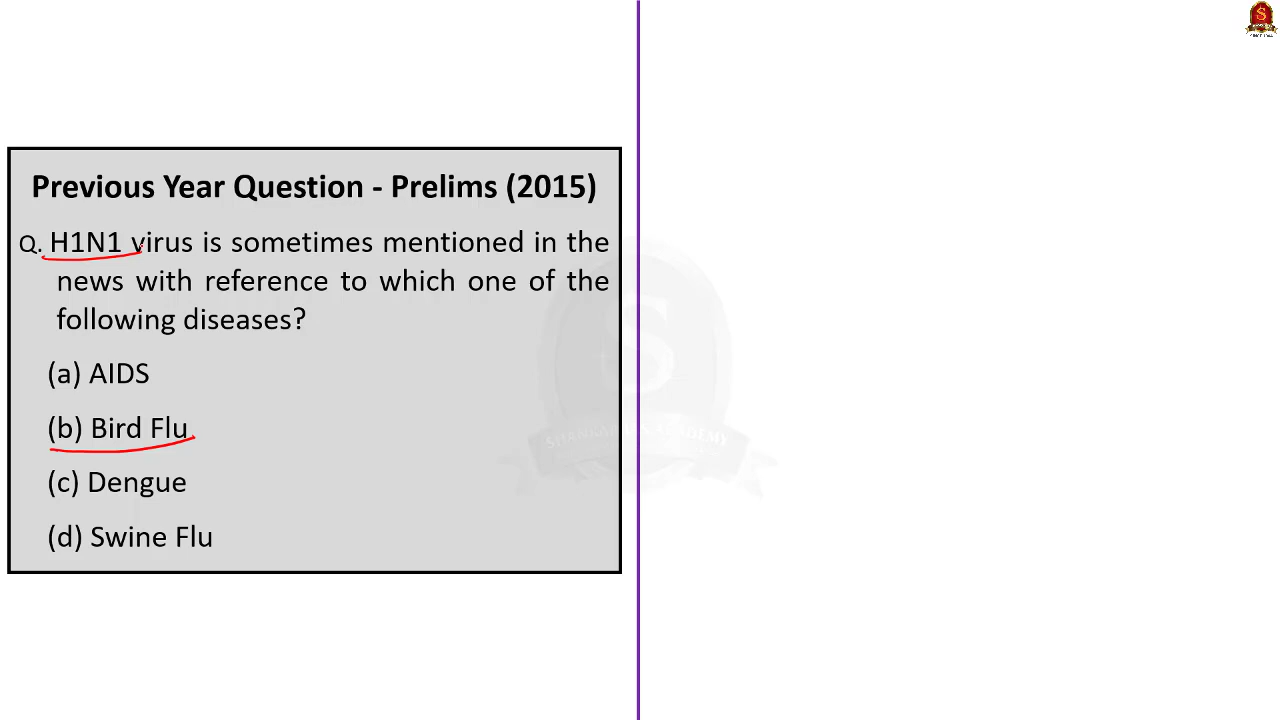 Previous Year Question - Prelims (2015)
Q. H1N1 virus is sometimes mentioned in the
news with reference to which one of the
following diseases?
(a) AIDS
(b) Bird Flu
(c) Dengue
(d) Swine Flu
S